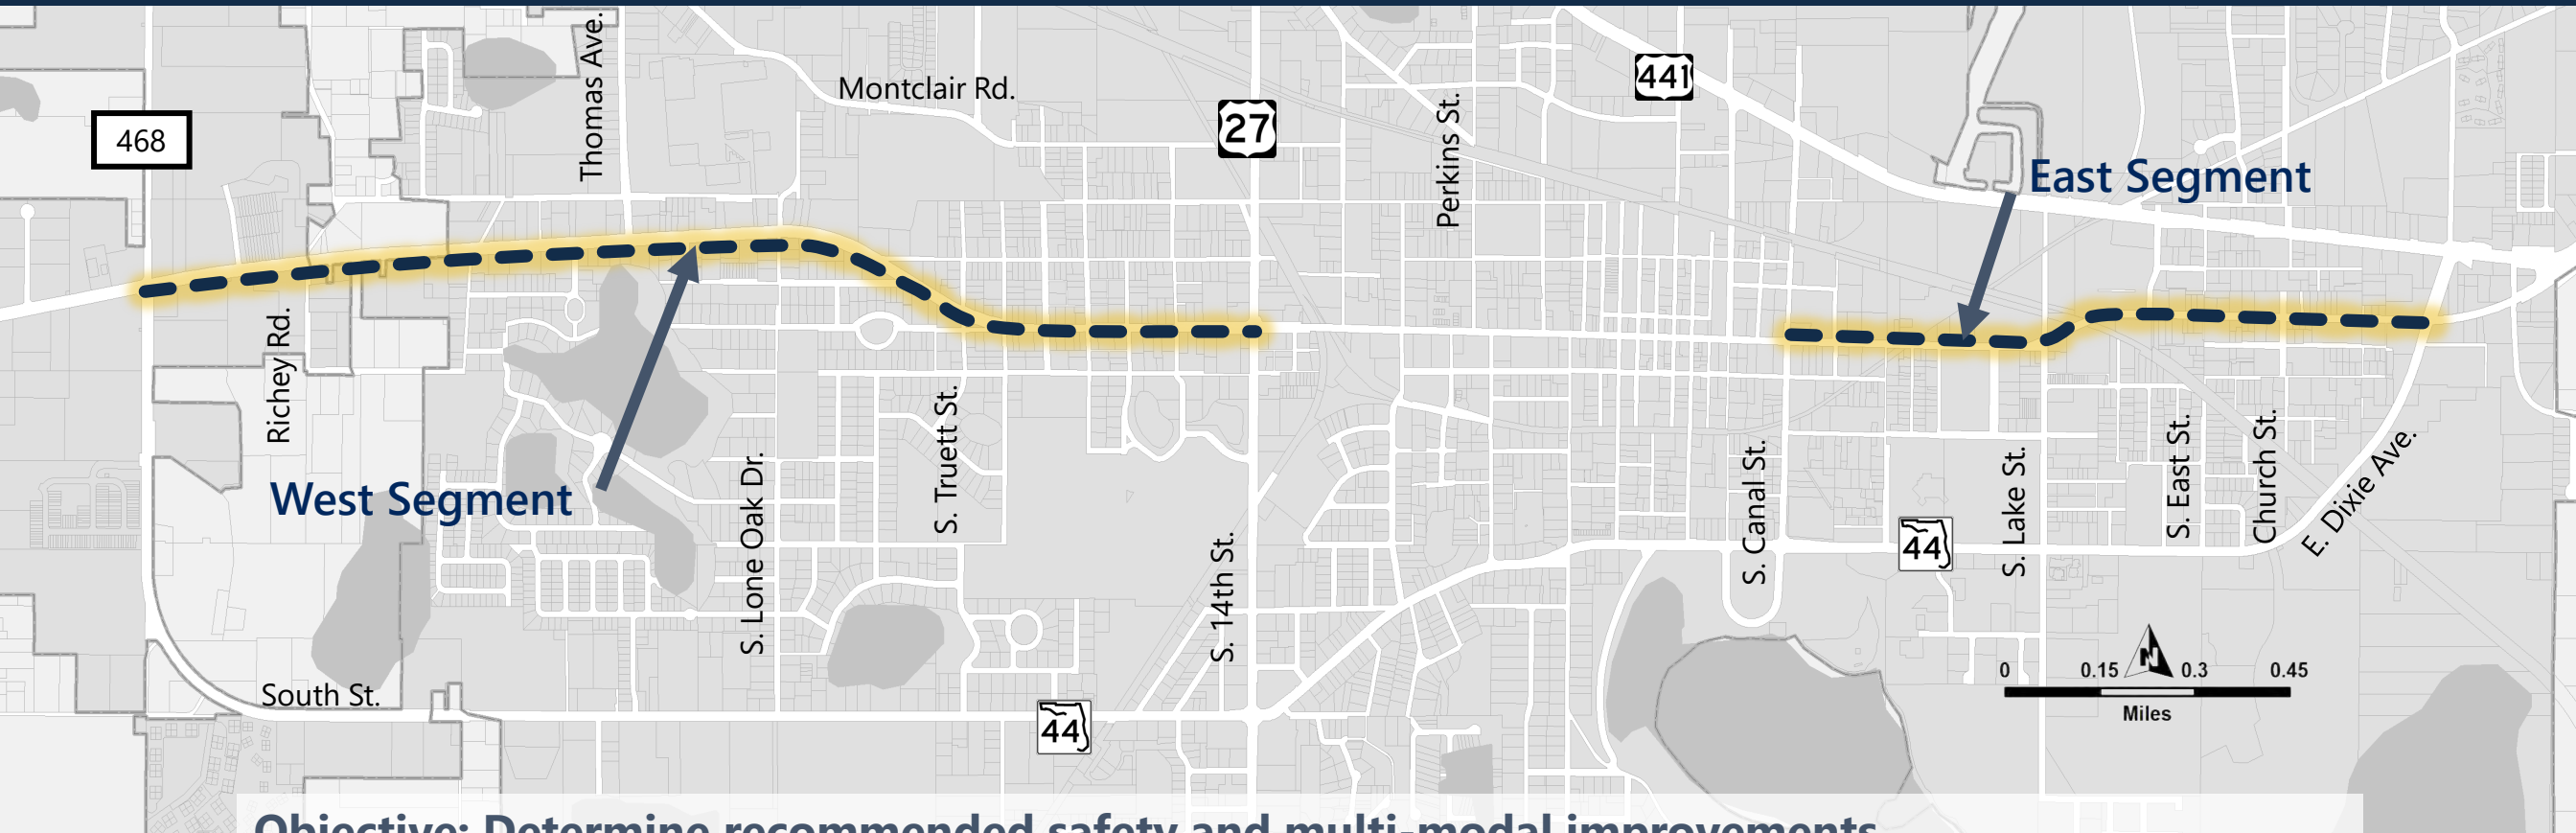 Thomas Ave.
Montclair Rd.
441
27
468
Perkins St.
East Segment
Richey Rd.
S. Truett St.
West Segment
S. Lone Oak Dr.
S. 14th St.
S. Canal St.
44
S. Lake St.
S. East St.
Church St.
E. Dixie Ave.
N
0 0.15 0.3 0.45
Miles
South St.
44
Objective: Determine recommended safety and multi-modal improvements